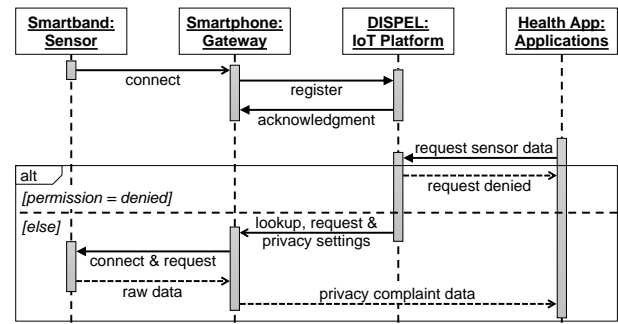 Smartband:
Sensor
Smartphone:
Gateway
DISPEL:
IoT Platform
Health App:
Applications
connect
register
acknowledgment
request sensor data
alt
request denied
[permission = denied]
[else]
lookup, request &
privacy settings
connect & request
raw data
privacy complaint data